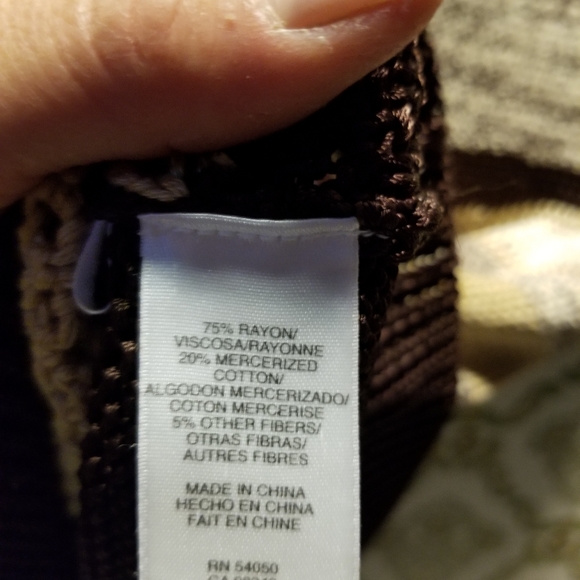 75% RAYON/
VISCOSA/RAYONNE
20% MERCERIZED
COTTON/
ALGODON MERCERIZADO/
COTON MERCERISE
5% OTHER FIBERS/
OTRAS FIBRAS/
AUTRES FIBRES
MADE IN CHINA
HECHO EN CHINA
FAIT EN CHINE
RN 54050